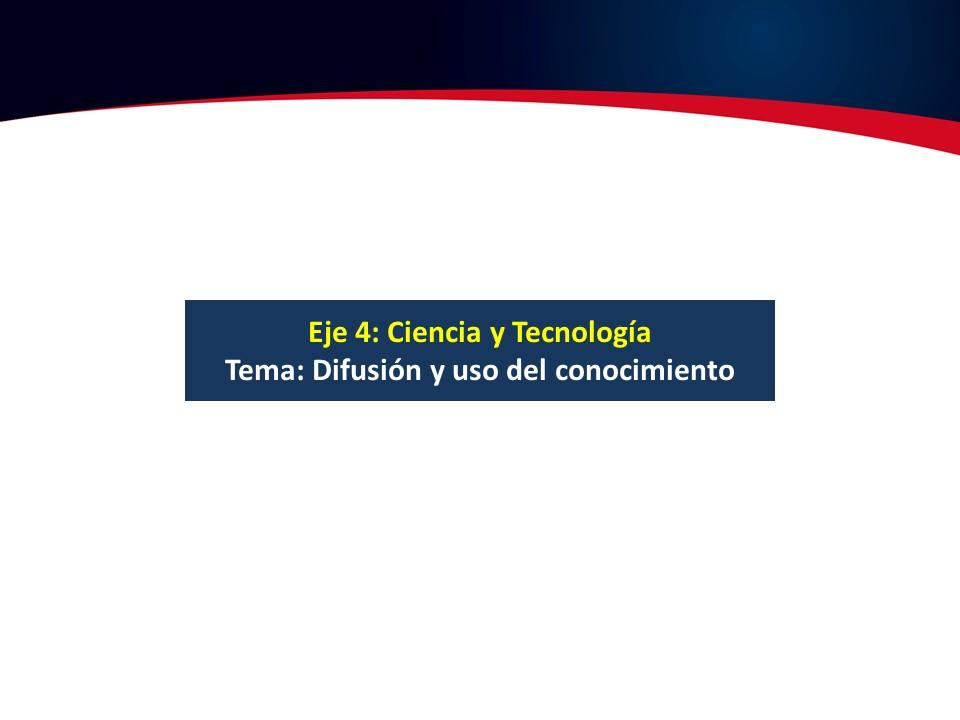 Eje 4: Ciencia y Tecnología
Tema: Difusión y uso del conocimiento